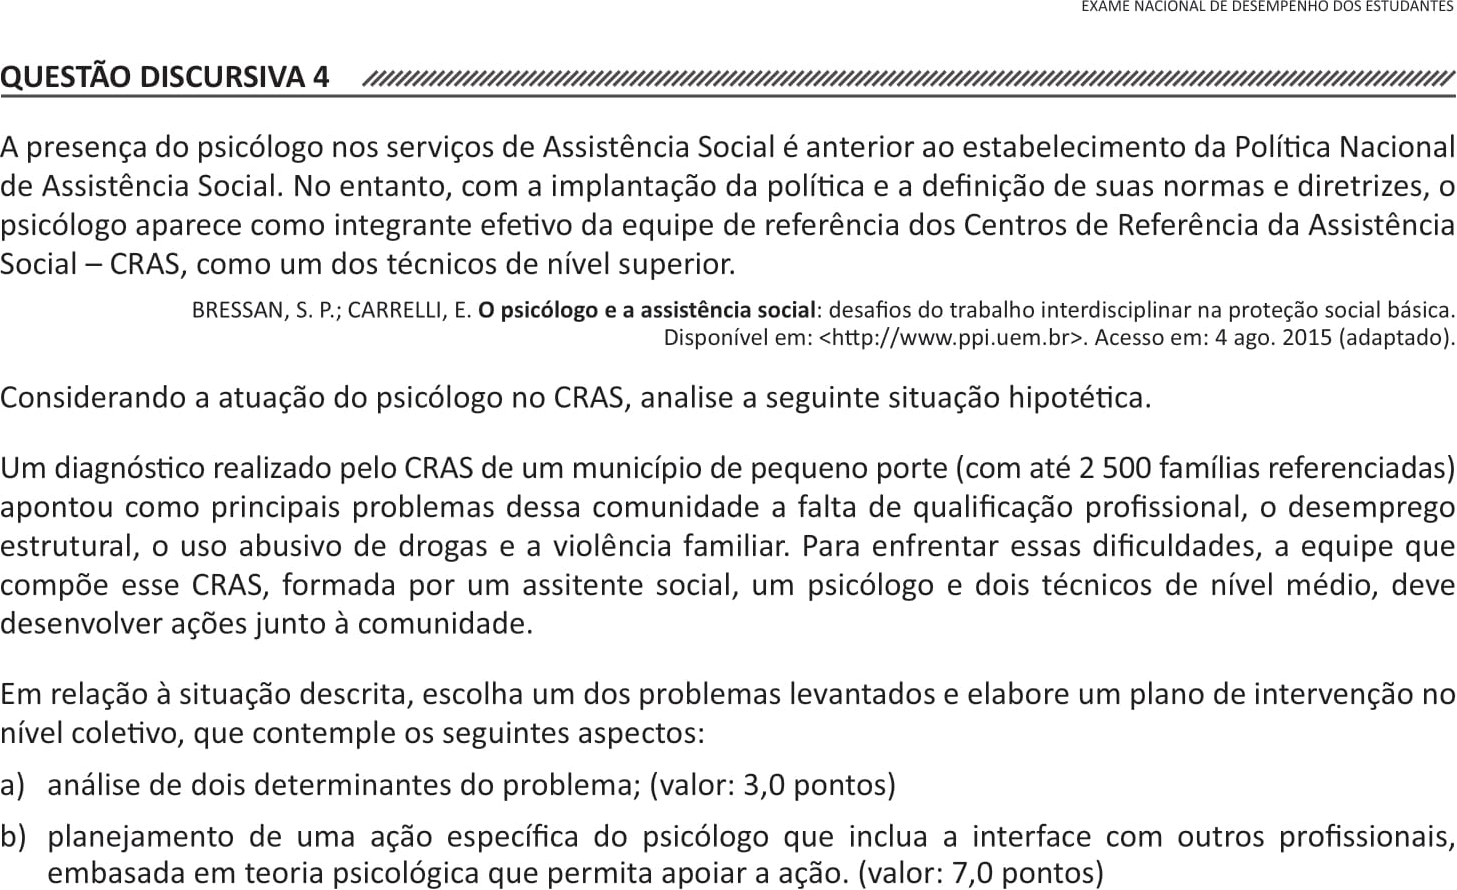 EXAME NACIONAL DE DESEMPENHO DOS ESTUDANTES
QUESTÃO DISCURSIVA 4
A presença do psicólogo nos serviços de Assistência Social é anterior ao estabelecimento da Política Nacional
de Assistência Social. No entanto, com a implantação da política e a definição de suas normas e diretrizes, o
psicólogo aparece como integrante efetivo da equipe de referência dos Centros de Referência da Assistência
Social – CRAS, como um dos técnicos de nível superior.
BRESSAN, S. P.; CARRELLI, E. O psicólogo e a assistência social: desafios do trabalho interdisciplinar na proteção social básica.
Disponível em: <http://www.ppi.uem.br>. Acesso em: 4 ago. 2015 (adaptado).
Considerando a atuação do psicólogo no CRAS, analise a seguinte situação hipotética.
Um diagnóstico realizado pelo CRAS de um município de pequeno porte (com até 2 500 famílias referenciadas)
apontou como principais problemas dessa comunidade a falta de qualificação profissional, o desemprego
estrutural, o uso abusivo de drogas e a violência familiar. Para enfrentar essas dificuldades, a equipe que
compõe esse CRAS, formada por um assitente social, um psicólogo e dois técnicos de nível médio, deve
desenvolver ações junto à comunidade.
Em relação à situação descrita, escolha um dos problemas levantados e elabore um plano de intervenção no
nível coletivo, que contemple os seguintes aspectos:
a) análise de dois determinantes do problema; (valor: 3,0 pontos)
b) planejamento de uma ação específica do psicólogo que inclua a interface com outros profissionais,
embasada em teoria psicológica que permita apoiar a ação. (valor: 7,0 pontos)